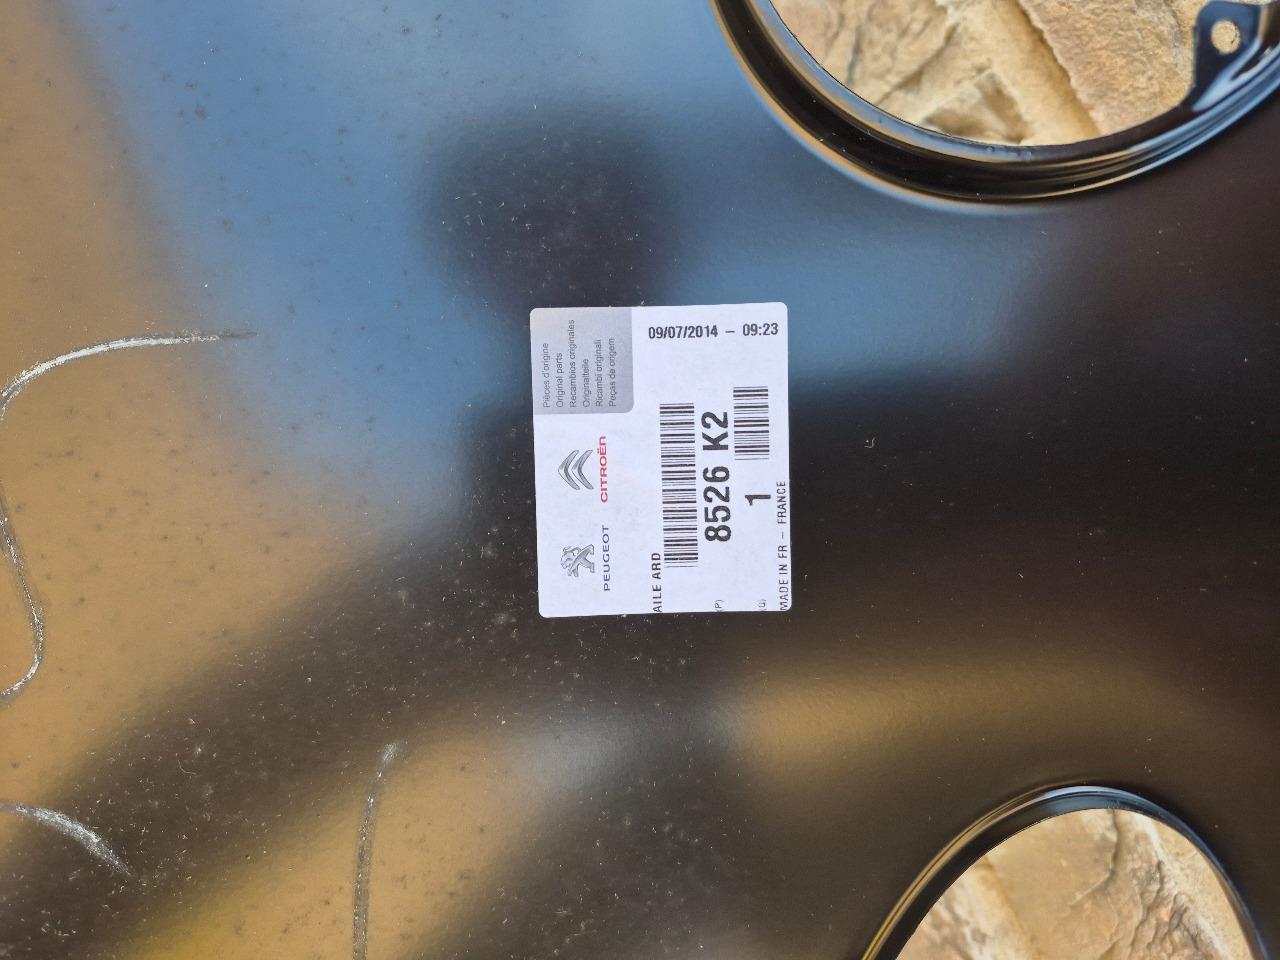 09/07/2014 – 09:23
Pièces d'origine
Original parts
Recambios originales
Originalteile
Ricambi originali
Peças de origem
PEUGEOT
CITROËN
AILE ARD
(P)
8526 K2
(Q)
1
MADE IN FR – FRANCE